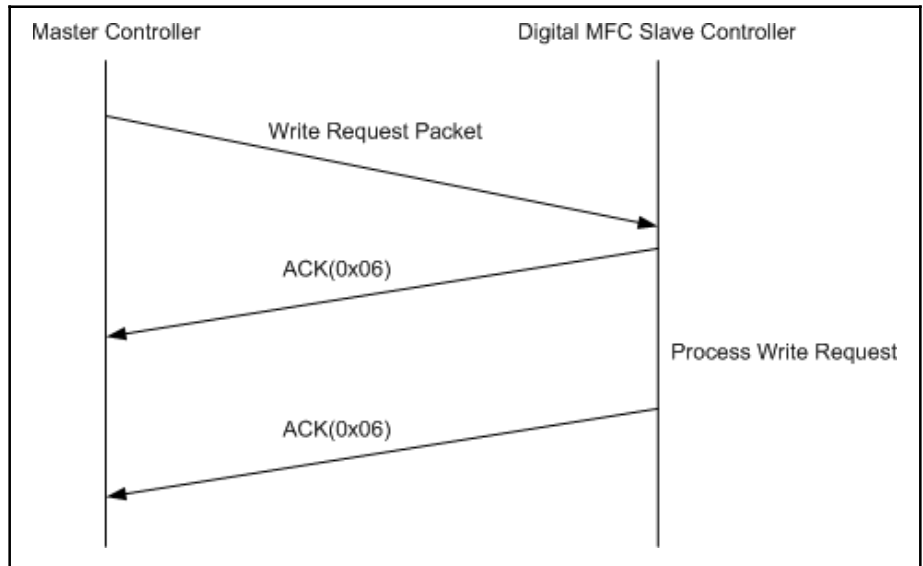 Master Controller
Digital MFC Slave Controller
Write Request Packet
ACK(0x06)
Process Write Request
ACK(0x06)